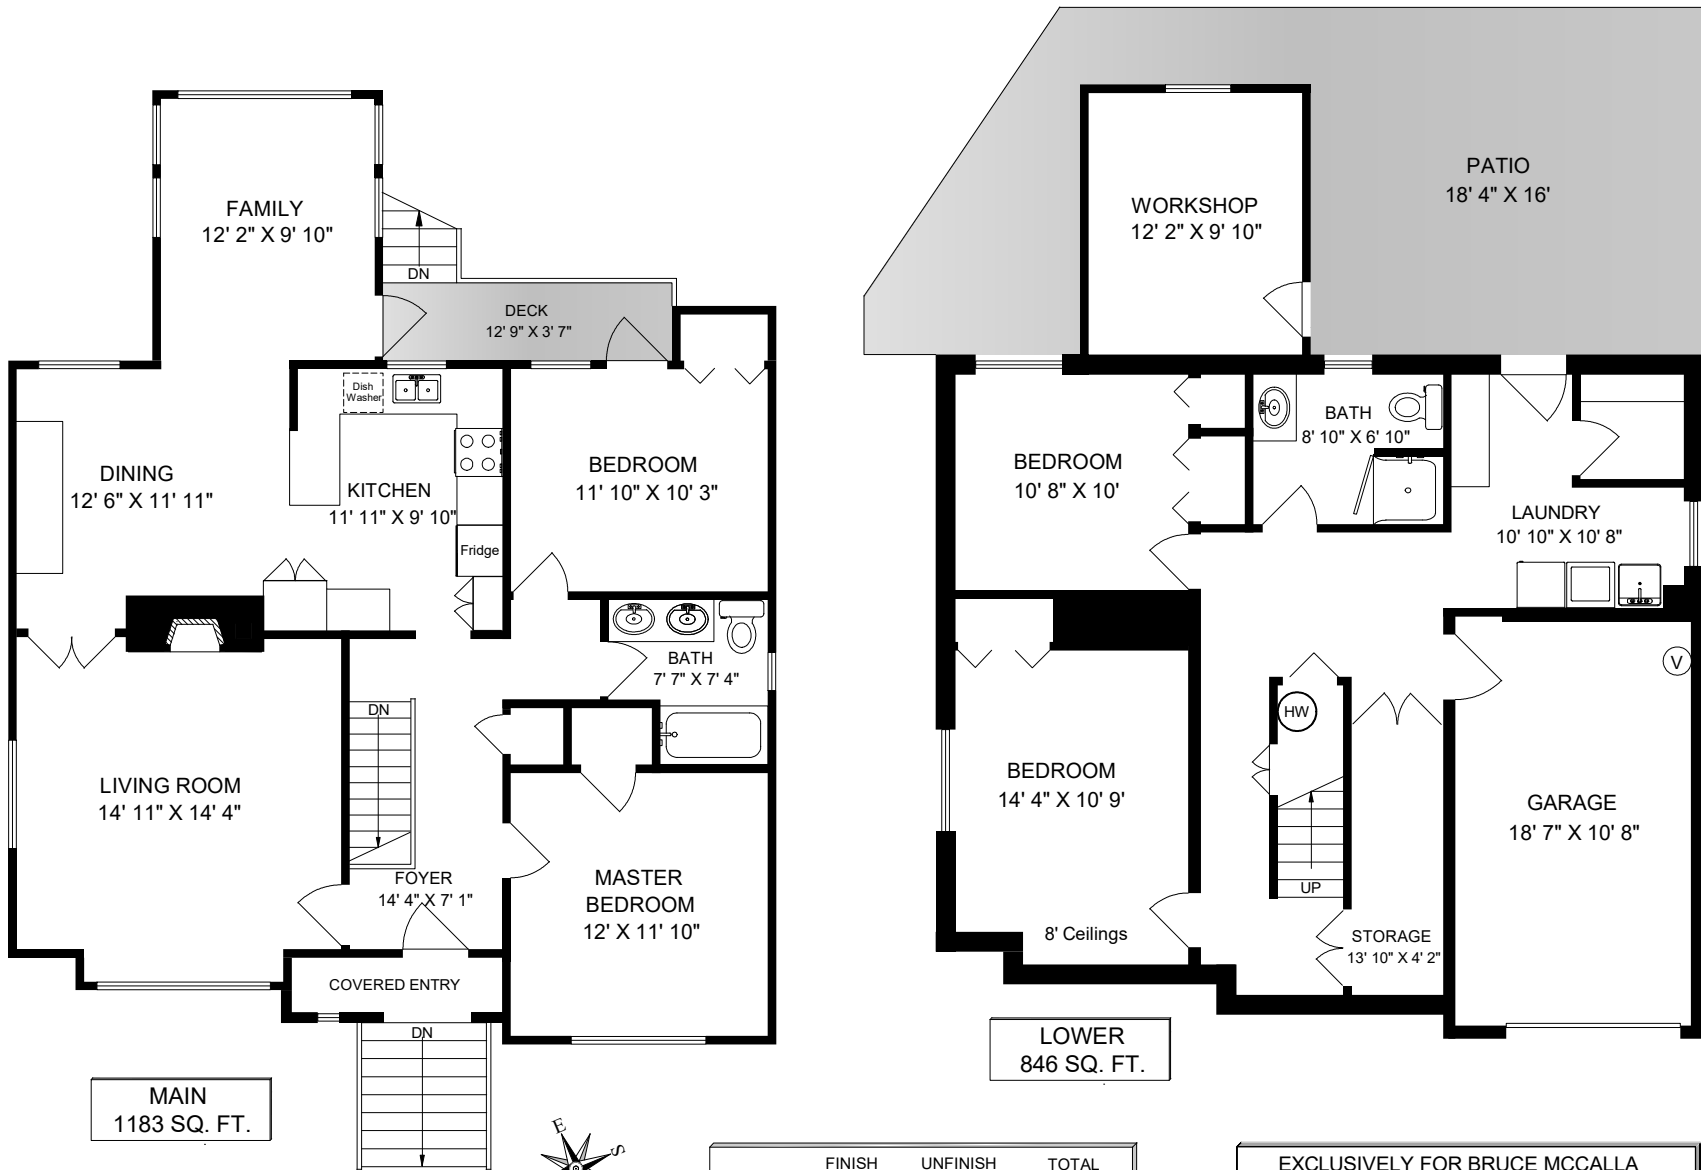 FAMILY
12' 2" X 9' 10"
DN
DECK
12' 9" X 3' 7"
Dish
Washer
DINING
12' 6" X 11' 11"
KITCHEN
11' 11" X 9' 10"
Fridge
BEDROOM
11' 10" X 10' 3"
BATH
7' 7" X 7' 4"
DN
LIVING ROOM
14' 11" X 14' 4"
FOYER
14' 4" X 7' 1"
MASTER
BEDROOM
12' X 11' 10"
COVERED ENTRY
DN
MAIN
1183 SQ. FT.
E
S
PATIO
18' 4" X 16'
WORKSHOP
12' 2" X 9' 10"
BEDROOM
10' 8" X 10'
BATH
8' 10" X 6' 10"
LAUNDRY
10' 10" X 10' 8"
V
HW
BEDROOM
14' 4" X 10' 9'
8' Ceilings
UP
STORAGE
13' 10" X 4' 2"
GARAGE
18' 7" X 10' 8"
LOWER
846 SQ. FT.
FINISH UNFINISH TOTAL
EXCLUSIVELY FOR BRUCE MCCALLA